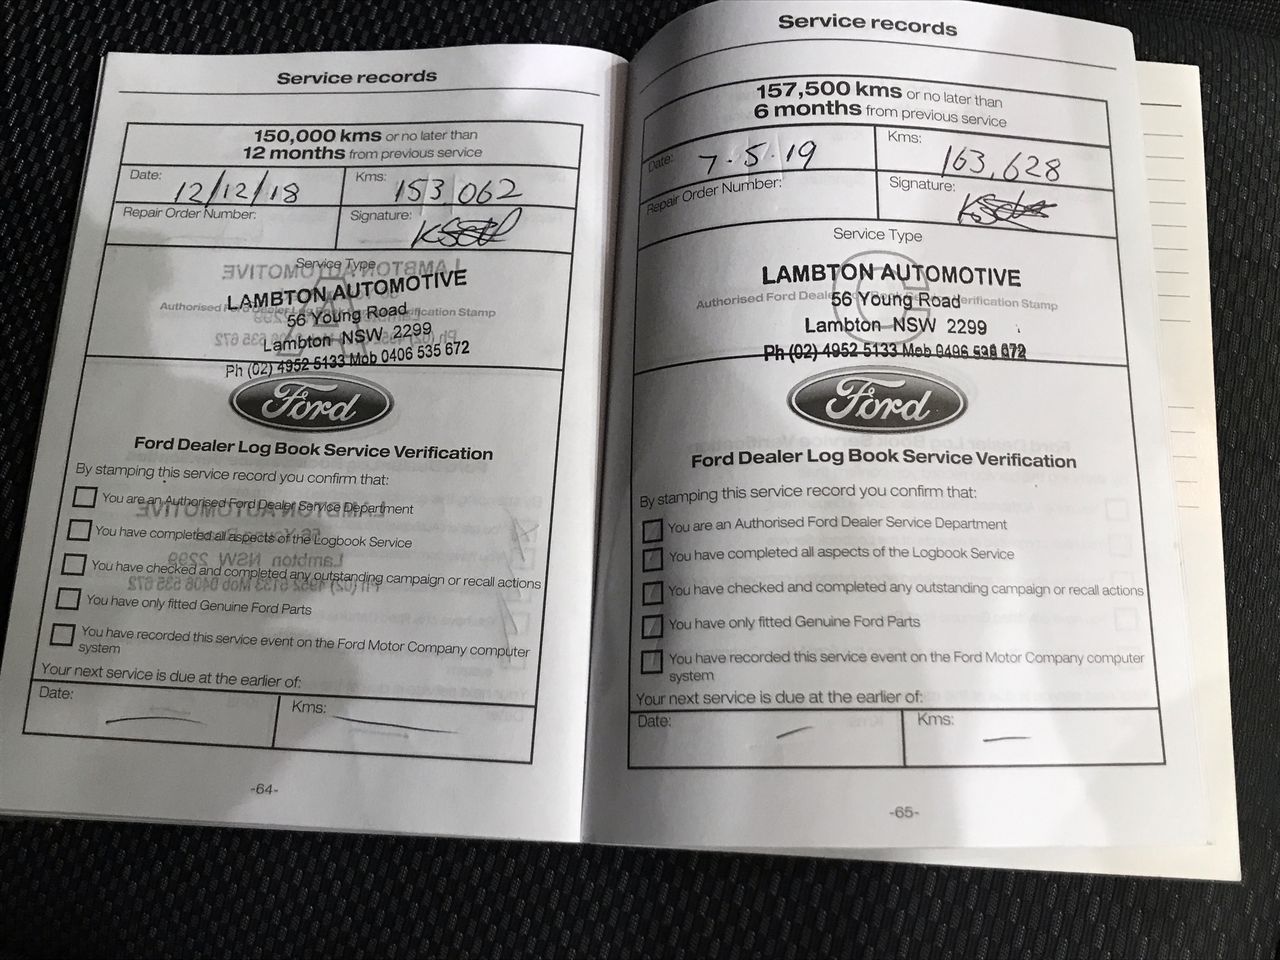 Service records
150,000 kms or no later than
12 months from previous service
Date:
12/12/18
Kms:
153,062
Repair Order Number:
Signature:
Service Type
Authorised Ford Dealer Verification Stamp
LAMBTON AUTOMOTIVE
56 Young Road
Lambton NSW 2299
Ph (02) 4952 5133 Mob 0406 535 672
Ford
Ford Dealer Log Book Service Verification
By stamping this service record you confirm that:
You are an Authorised Ford Dealer Service Department
You have completed all aspects of the Logbook Service
You have checked and completed any outstanding campaign or recall actions
You have only fitted Genuine Ford Parts
You have recorded this service event on the Ford Motor Company computer
system
Your next service is due at the earlier of:
Date:
Kms:
-64-
Service records
157,500 kms or no later than
6 months from previous service
Date:
7.5.19
Kms:
163,628
Repair Order Number:
Signature:
Service Type
C
Authorised Ford Dealer Verification Stamp
LAMBTON AUTOMOTIVE
56 Young Road
Lambton NSW 2299
Ph (02) 4952 5133 Mob
Ford
Ford Dealer Log Book Service Verification
By stamping this service record you confirm that:
You are an Authorised Ford Dealer Service Department
You have completed all aspects of the Logbook Service
You have checked and completed any outstanding campaign or recall actions
You have only fitted Genuine Ford Parts
You have recorded this service event on the Ford Motor Company computer
system
Your next service is due at the earlier of:
Date:
Kms:
-65-